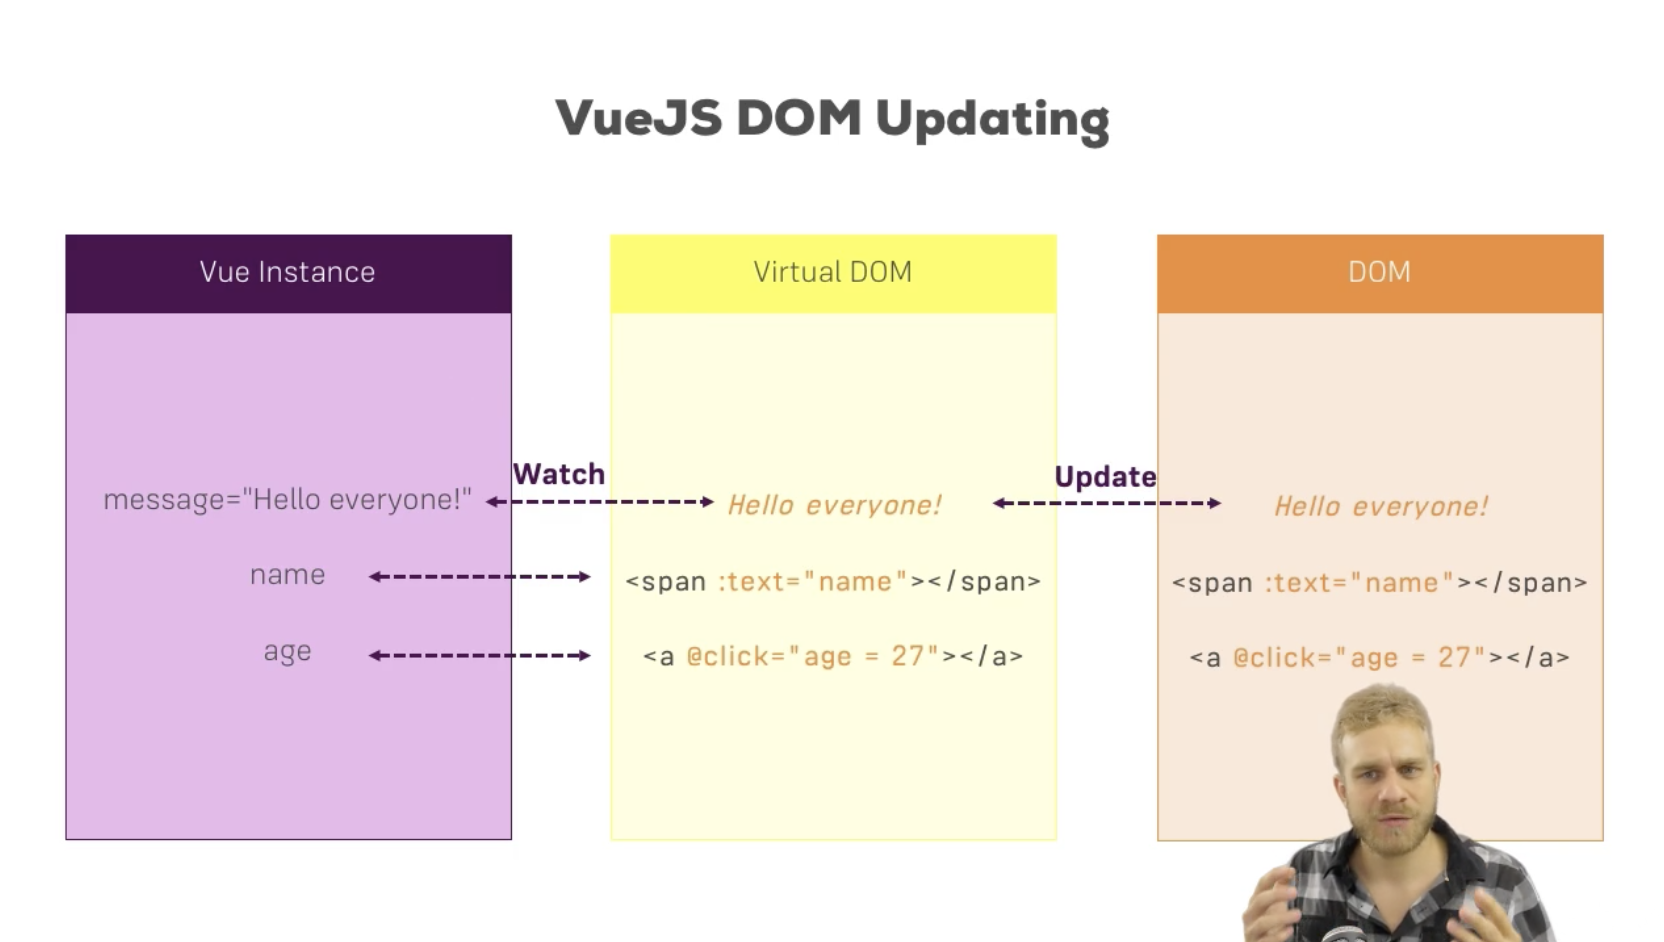 VueJS DOM Updating
Vue Instance
Virtual DOM
DOM
Watch
Update
message="Hello everyone!"
Hello everyone!
Hello everyone!
name
<span :text="name"></span>
<span :text="name"></span>
age
<a @click="age = 27"></a>
<a @click="age = 27"></a>